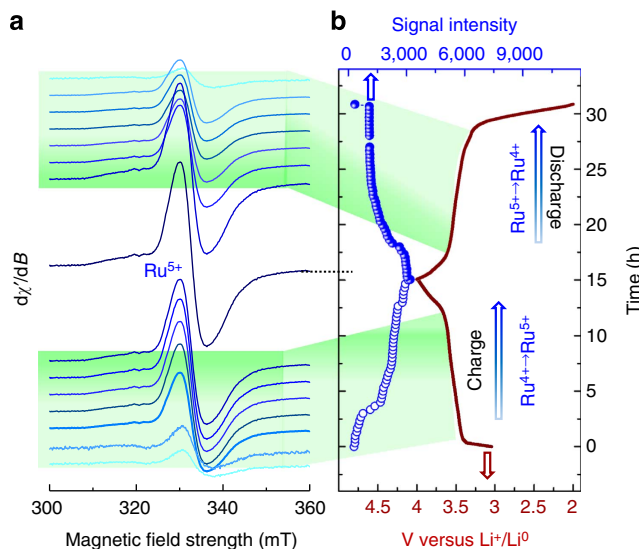 a
b
Signal intensity
0 3,000 6,000 9,000
30
25
20
15
10
5
0
Time (h)
dχ′/dB
Ru5+
Ru5+→Ru4+
Discharge
Charge
Ru4+→Ru5+
300 320 340 360
Magnetic field strength (mT)
4.5 4 3.5 3 2.5 2
V versus Li+/Li0